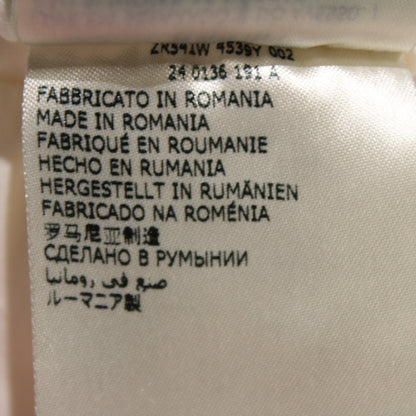 2R541W 4539Y 002
24 0136 191 A
FABBRICATO IN ROMANIA
MADE IN ROMANIA
FABRIQUÉ EN ROUMANIE
HECHO EN RUMANIA
HERGESTELLT IN RUMÄNIEN
FABRICADO NA ROMÉNIA
罗马尼亚制造
СДЕЛАНО В РУМЫНИИ
صنع في رومانيا
ルーマニア製